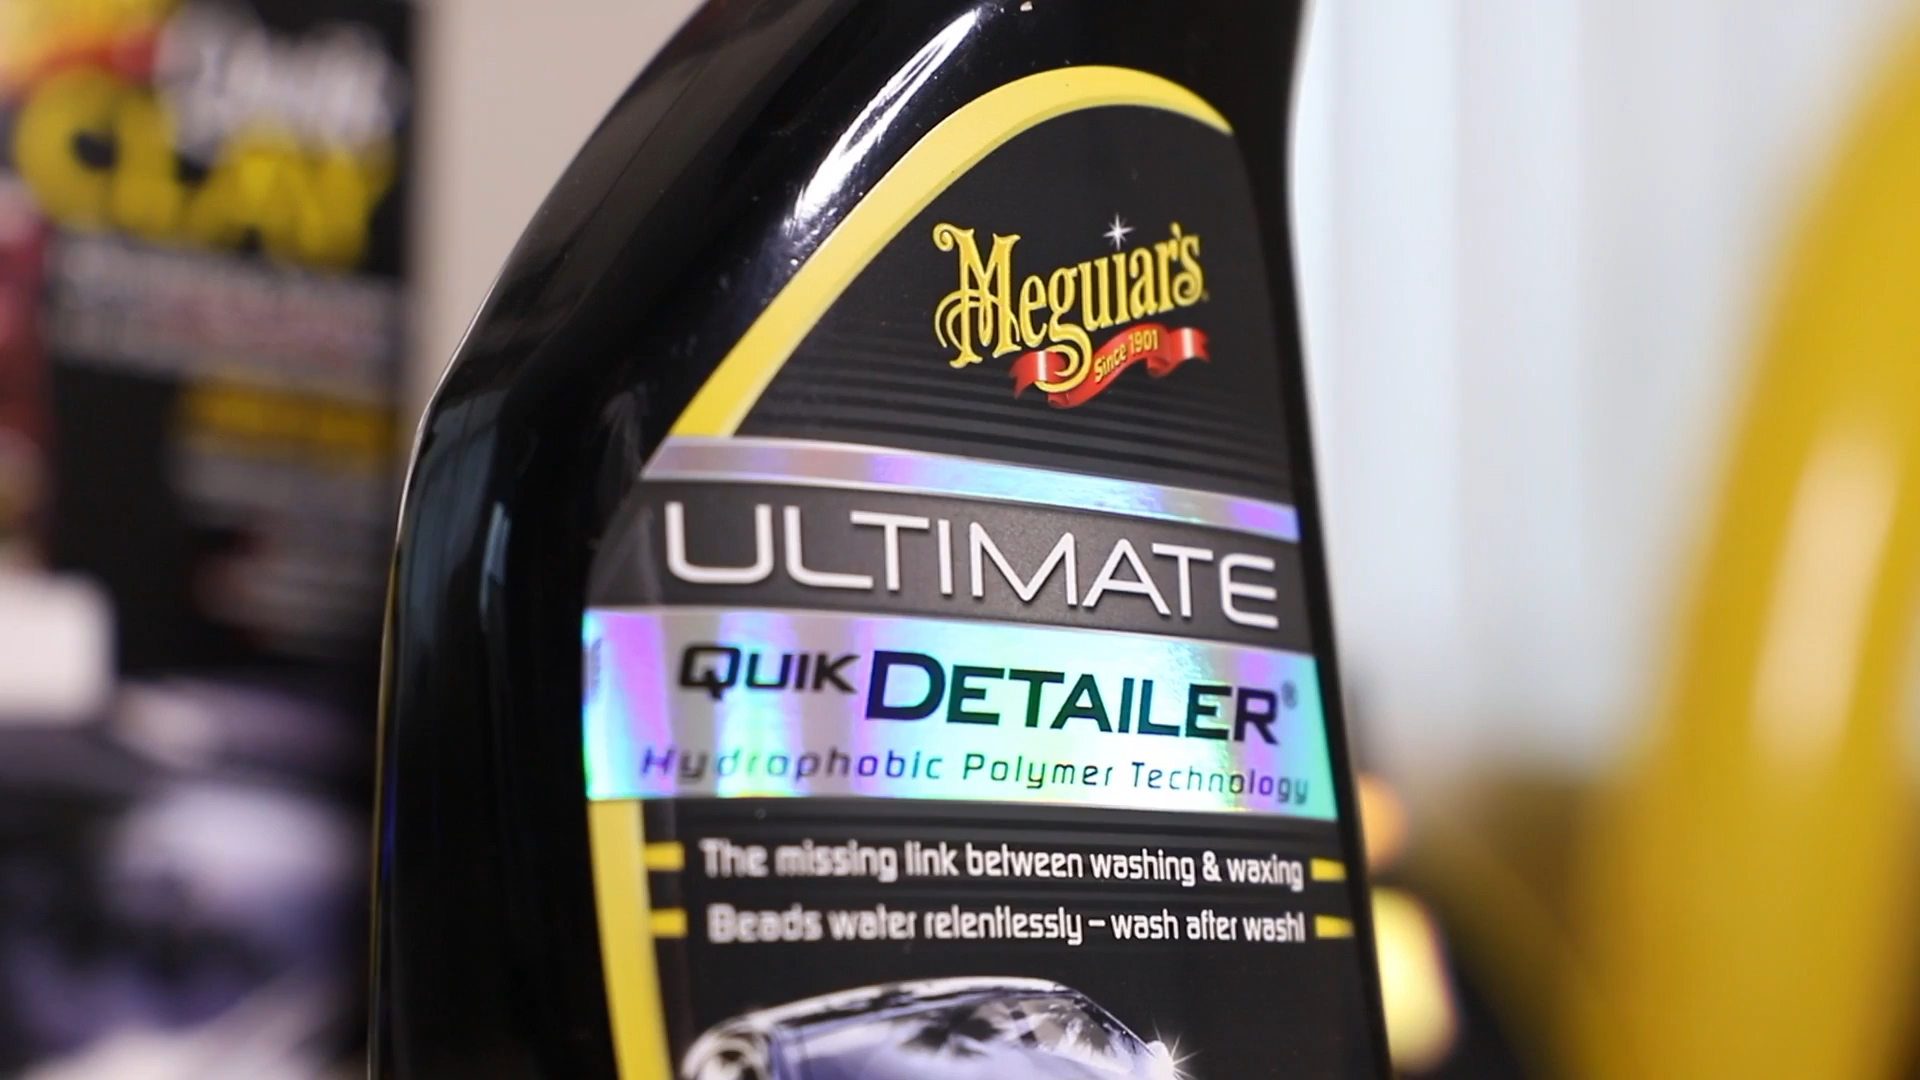 CLAY
Meguiar's
Since 1901
ULTIMATE
QUIK DETAILER®
Hydrophobic Polymer Technology
The missing link between washing & waxing
Beads water relentlessly – wash after wash!